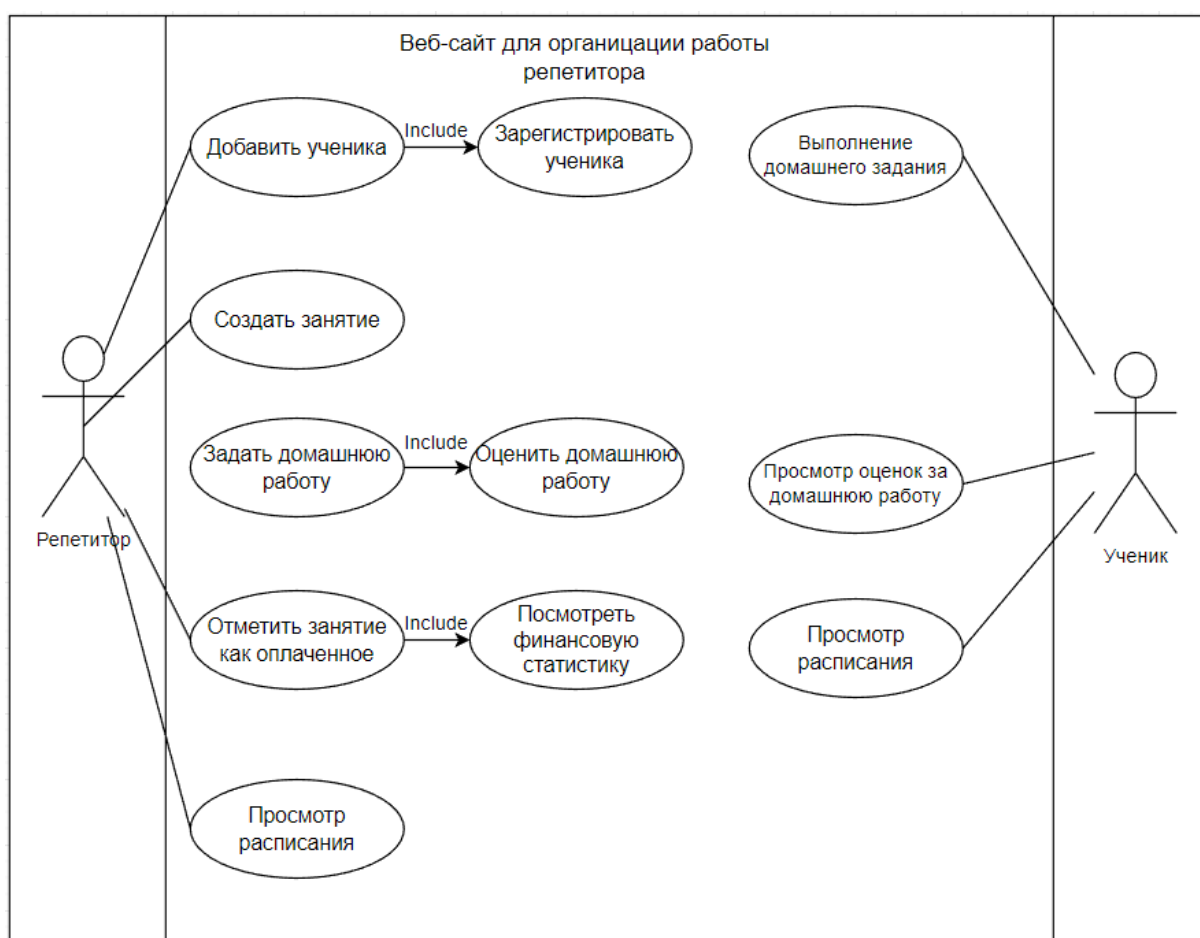 Веб-сайт для органицации работы
репетитора
Добавить ученика
Include
Зарегистрировать
ученика
Выполнение
домашнего задания
Создать занятие
Задать домашнюю
работу
Include
Оценить домашнюю
работу
Просмотр оценок за
домашнюю работу
Репетитор
Ученик
Отметить занятие
как оплаченное
Include
Посмотреть
финансовую
статистику
Просмотр
расписания
Просмотр
расписания